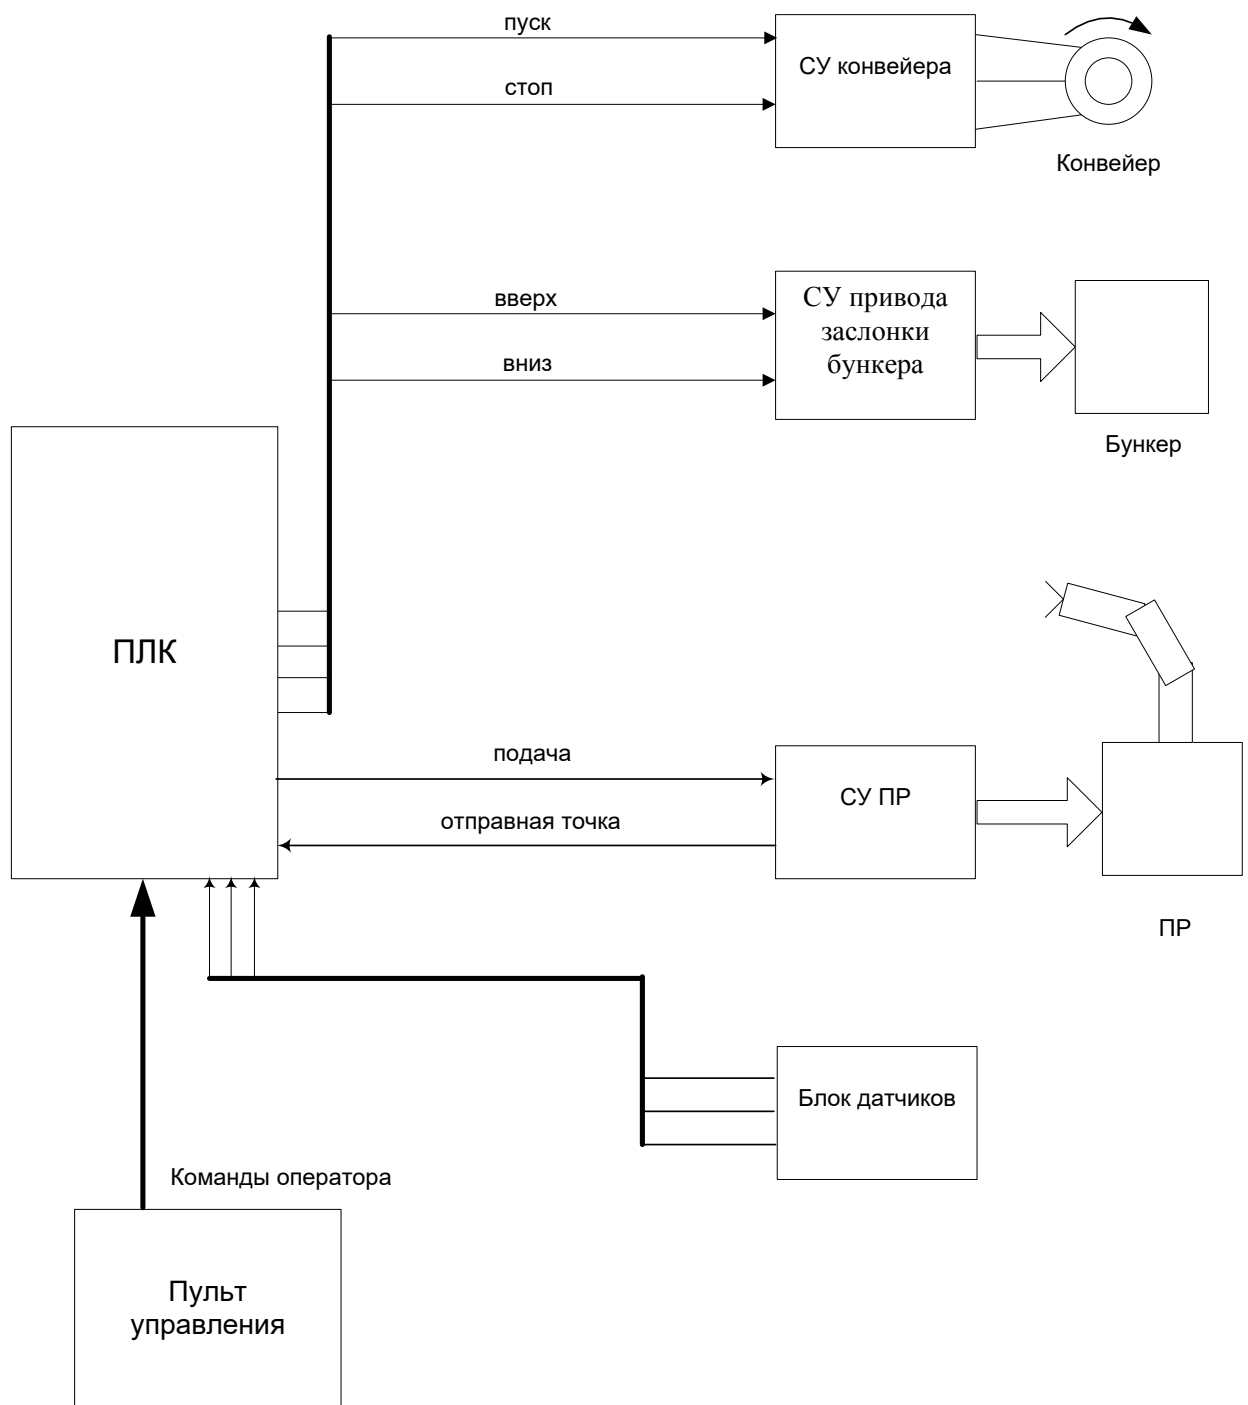 пуск
СУ конвейера
стоп
Конвейер
вверх
СУ привода
заслонки
бункера
вниз
Бункер
ПЛК
подача
СУ ПР
отправная точка
ПР
Блок датчиков
Команды оператора
Пульт
управления